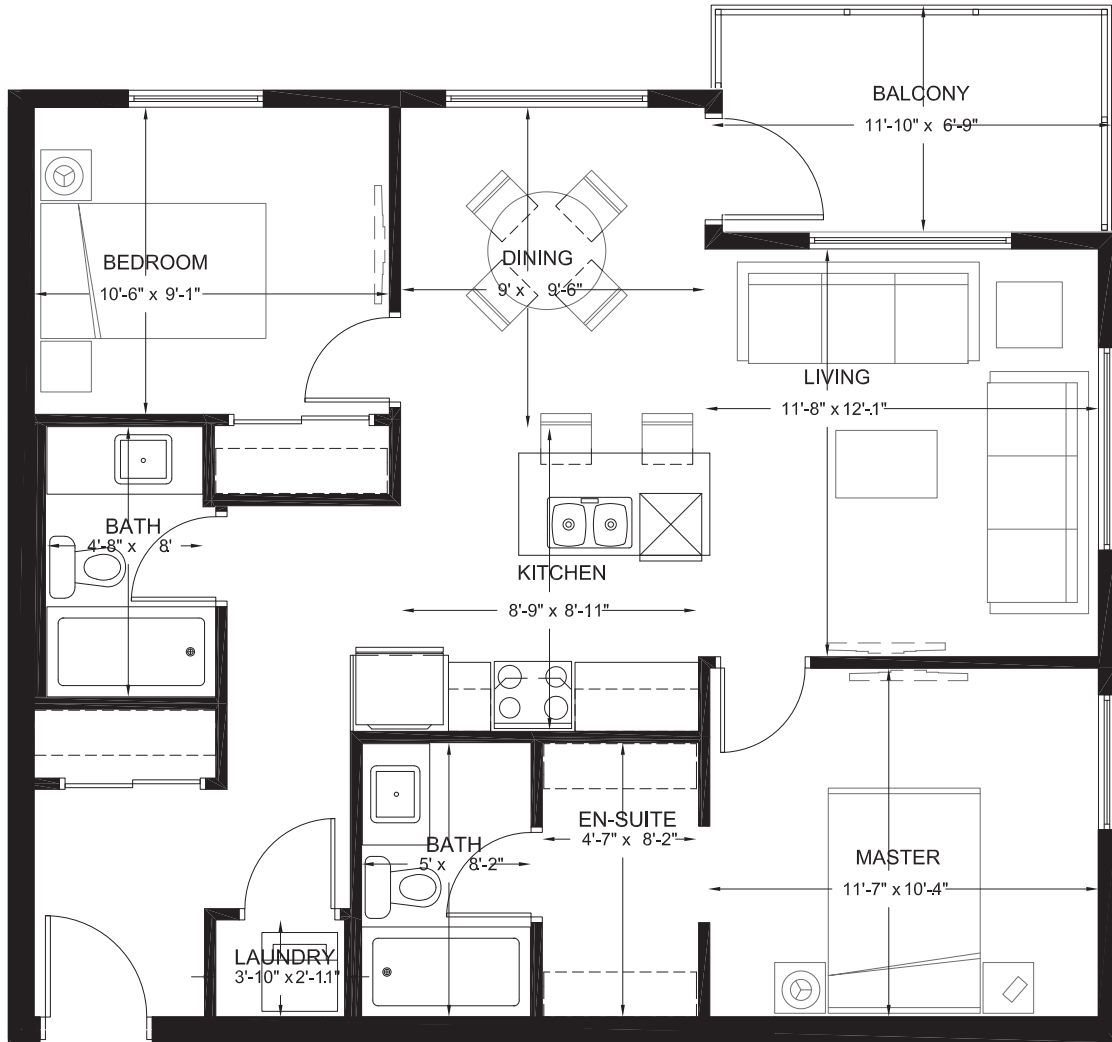 BALCONY
11'-10" x 6'-9"
BEDROOM
10'-6" x 9'-1"
DINING
9' x 9'-6"
LIVING
11'-8" x 12'-1"
BATH
4'-8" x 8'
KITCHEN
8'-9" x 8'-11"
EN-SUITE
4'-7" x 8'-2"
BATH
5' x 8'-2"
MASTER
11'-7" x 10'-4"
LAUNDRY
3'-10" x 2'-11"